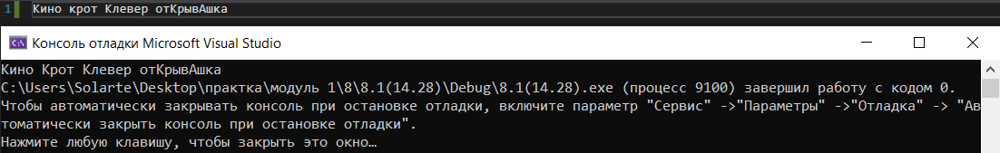 1 Кино крот Клевер отКрывАшка
C:\ Консоль отладки Microsoft Visual Studio
Кино Крот Клевер отКрывАшка
C:\Users\Solarte\Desktop\практка\модуль 1\8\8.1(14.28)\Debug\8.1(14.28).exe (процесс 9100) завершил работу с кодом 0.
Чтобы автоматически закрывать консоль при остановке отладки, включите параметр "Сервис" ->"Параметры" ->"Отладка" -> "Ав
томатически закрыть консоль при остановке отладки".
Нажмите любую клавишу, чтобы закрыть это окно…